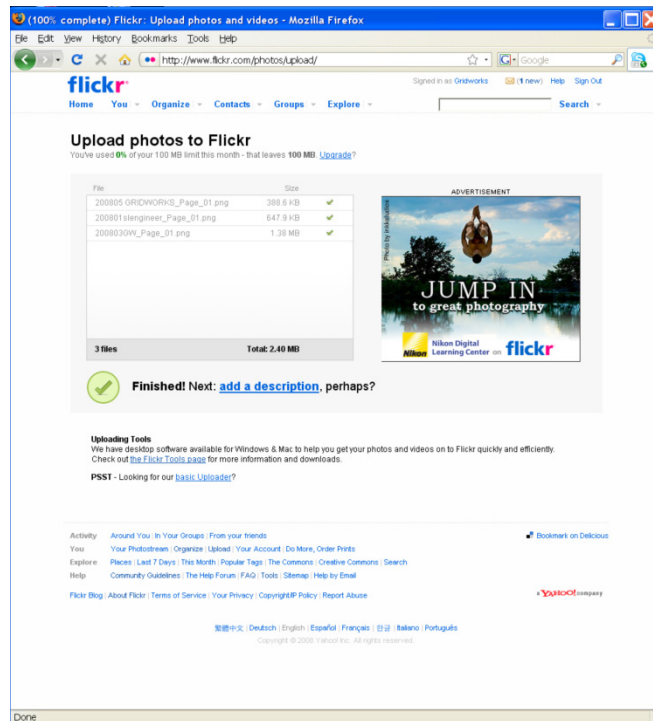 (100% complete) Flickr: Upload photos and videos - Mozilla Firefox
File Edit View History Bookmarks Tools Help
http://www.flickr.com/photos/upload/
Google
flickr
Signed in as Gridworks (1 new) Help Sign Out
Home You Organize Contacts Groups Explore Search
Upload photos to Flickr
You've used 0% of your 100 MB limit this month - that leaves 100 MB. Upgrade?
File Size
200805 GRIDWORKS_Page_01.png 388.6 KB
200801slengineer_Page_01.png 647.9 KB
200803GW_Page_01.png 1.38 MB
3 files Total: 2.40 MB
ADVERTISEMENT
JUMP IN
to great photography
Nikon
Nikon Digital
Learning Center on flickr
Finished! Next: add a description, perhaps?
Uploading Tools
We have desktop software available for Windows & Mac to help you get your photos and videos on to Flickr quickly and efficiently.
Check out the Flickr Tools page for more information and downloads.
PSST - Looking for our basic Uploader?
Activity Around You | In Your Groups | From your friends
Bookmark on Delicious
You Your Photostream | Organize | Upload | Your Account | Do More, Order Prints
Explore Places | Last 7 Days | This Month | Popular Tags | The Commons | Creative Commons | Search
Help Community Guidelines | The Help Forum | FAQ | Tools | Sitemap | Help by Email
Flickr Blog | About Flickr | Terms of Service | Your Privacy | Copyright/IP Policy | Report Abuse
a YAHOO! company
繁體中文 | Deutsch | English | Español | Français | 한글 | Italiano | Português
Copyright © 2008 Yahoo! Inc. All rights reserved.
Done